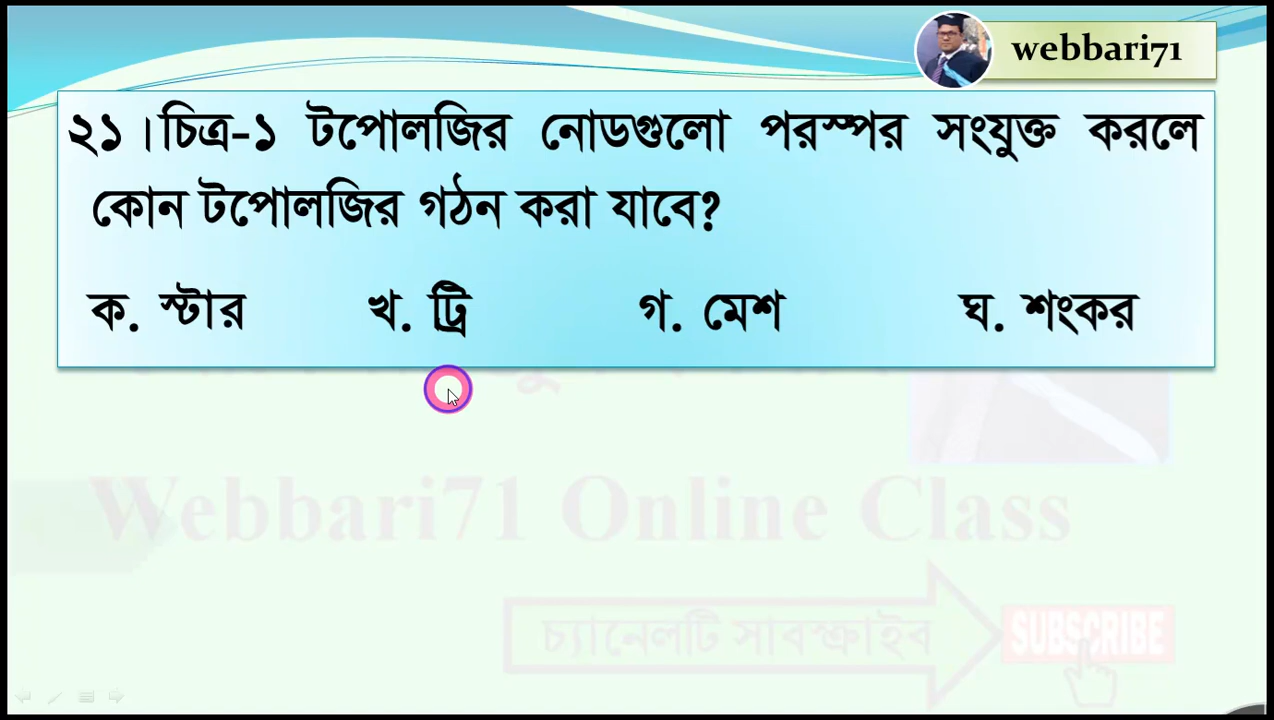 webbari71
২১। চিত্র-১ টপোলজির নোডগুলো পরস্পর সংযুক্ত করলে
কোন টপোলজির গঠন করা যাবে?
ক. স্টার খ. ট্রি গ. মেশ ঘ. শংকর
Webbari71 Online Class
চ্যানেলটি সাবস্ক্রাইব
SUBSCRIBE